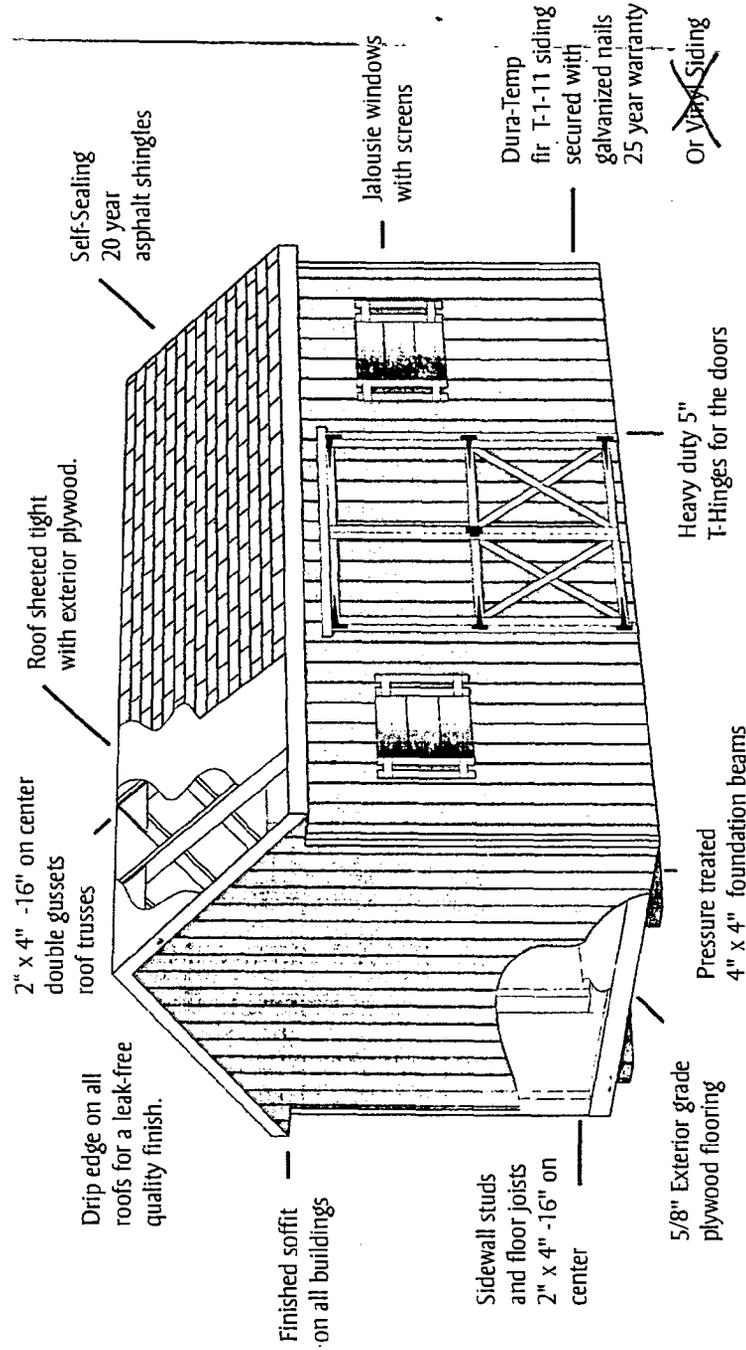 2" x 4" -16" on center
double gussets
roof trusses
Roof sheeted tight
with exterior plywood.
Self-Sealing
20 year
asphalt shingles
Drip edge on all
roofs for a leak-free
quality finish.
Jalousie windows
with screens
Finished soffit
on all buildings
Dura-Temp
fir T-1-11 siding
secured with
galvanized nails
25 year warranty
Or Vinyl Siding
Sidewall studs
and floor joists
2" x 4" -16" on
center
5/8" Exterior grade
plywood flooring
Pressure treated
4" x 4" foundation beams
Heavy duty 5"
T-Hinges for the doors